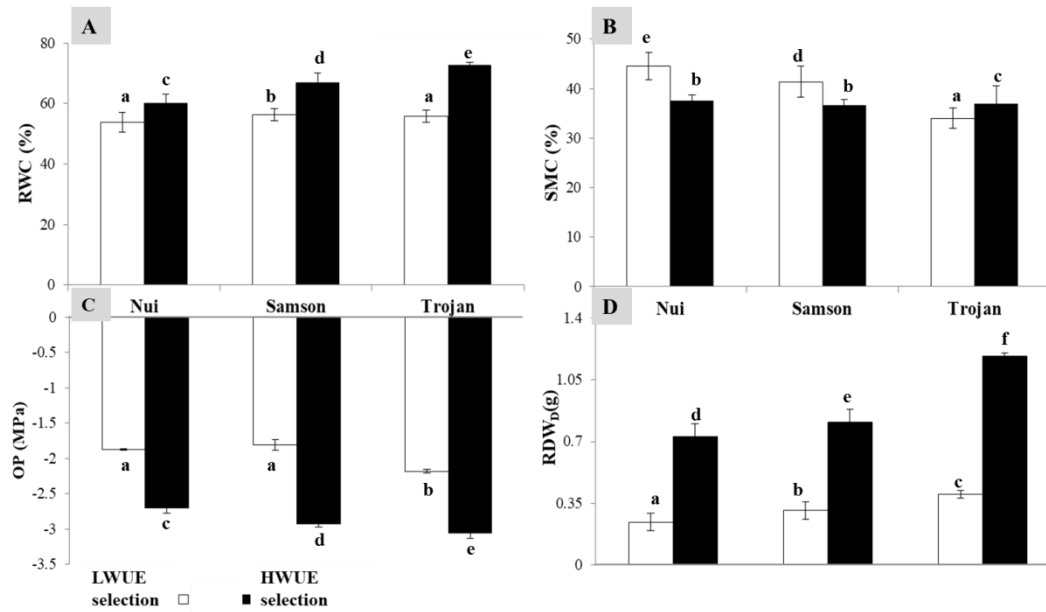 A
80
60
40
20
0
RWC (%)
a
c
b
d
a
e
B
50
40
30
20
10
0
SMC (%)
e
b
d
b
a
c
Nui
Samson
Trojan
C
0
-0.5
-1
-1.5
-2
-2.5
-3
-3.5
OP (MPa)
a
c
a
d
b
e
Nui
Samson
Trojan
D
1.4
1.05
0.7
0.35
0
RDWD(g)
a
d
b
e
c
f
LWUE
selection
HWUE
selection